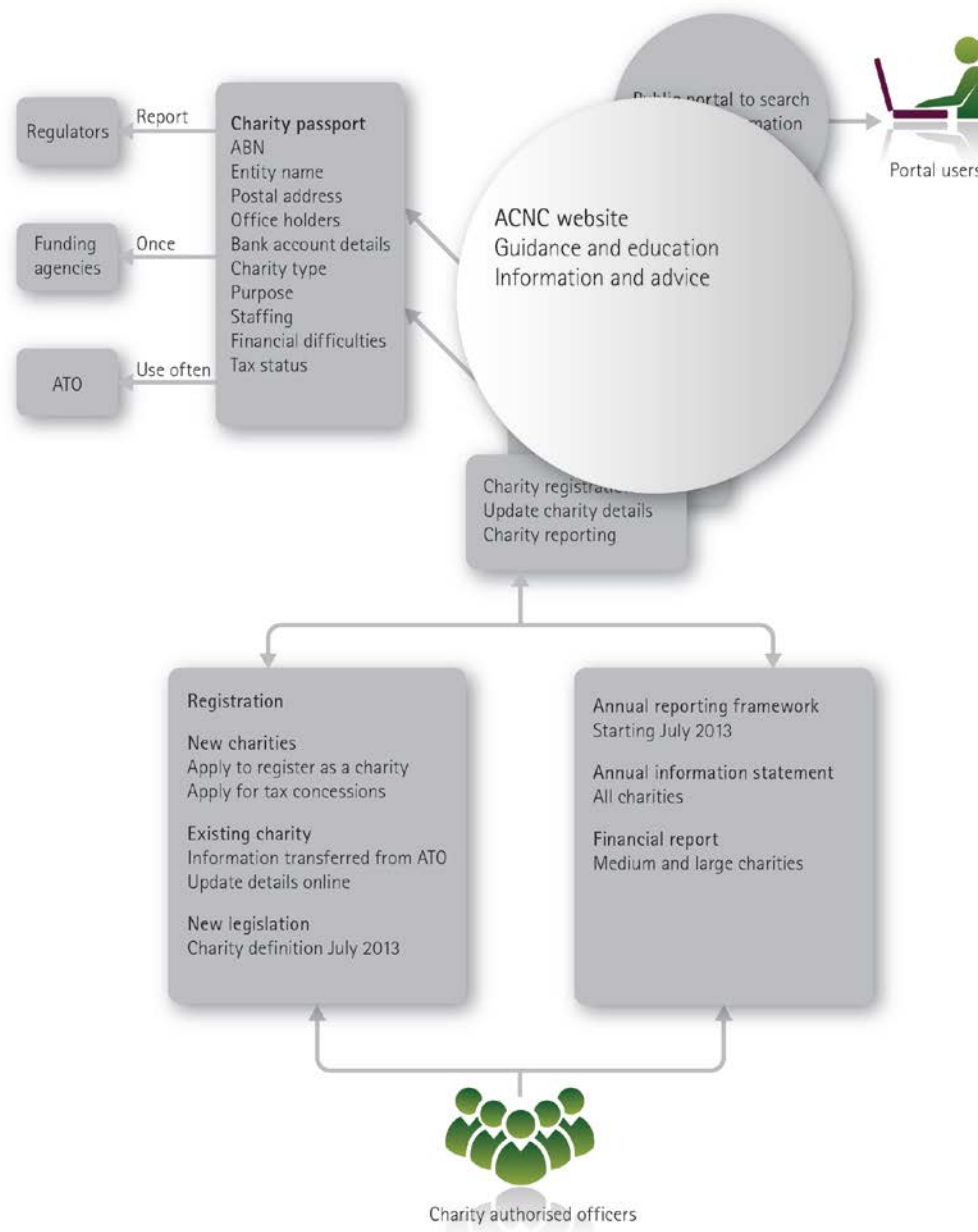 Regulators
Report
Funding
agencies
Once
ATO
Use often
Charity passport
ABN
Entity name
Postal address
Office holders
Bank account details
Charity type
Purpose
Staffing
Financial difficulties
Tax status
Public portal to search
Portal users
ACNC website
Guidance and education
Information and advice
Charity registration
Update charity details
Charity reporting
Registration
New charities
Apply to register as a charity
Apply for tax concessions
Existing charity
Information transferred from ATO
Update details online
New legislation
Charity definition July 2013
Annual reporting framework
Starting July 2013
Annual information statement
All charities
Financial report
Medium and large charities
Charity authorised officers